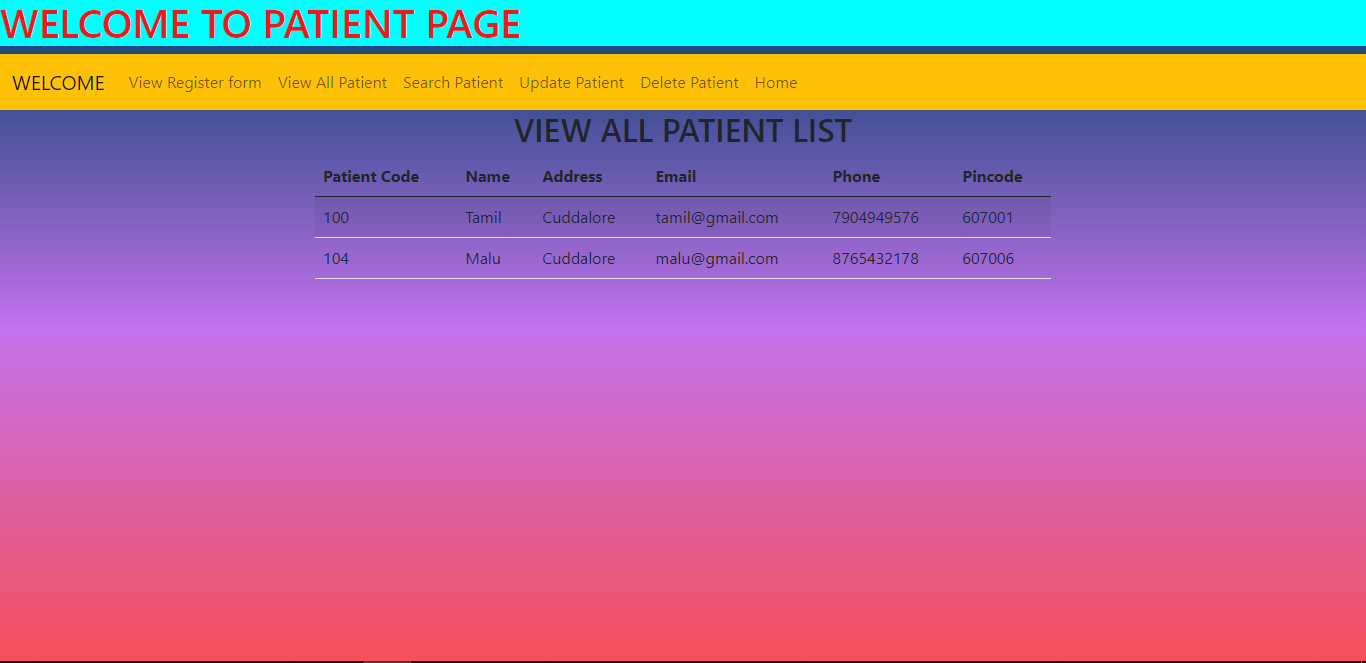 WELCOME TO PATIENT PAGE
WELCOME View Register form View All Patient Search Patient Update Patient Delete Patient Home
VIEW ALL PATIENT LIST
Patient Code Name Address Email Phone Pincode
100 Tamil Cuddalore tamil@gmail.com 7904949576 607001
104 Malu Cuddalore malu@gmail.com 8765432178 607006